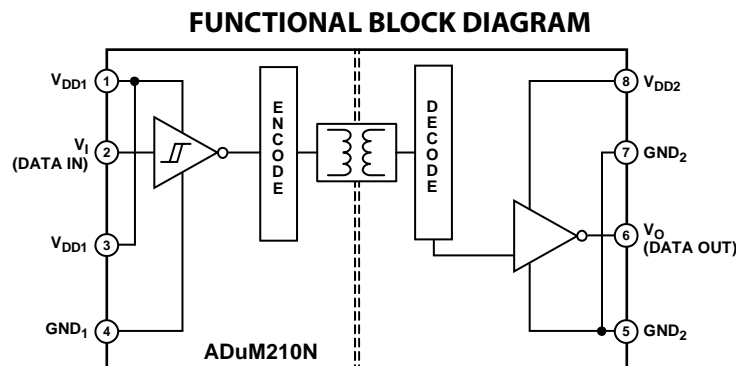 FUNCTIONAL BLOCK DIAGRAM
VDD1 1
VI 2
(DATA IN)
VDD1 3
GND1 4
ENCODE
DECODE
8 VDD2
7 GND2
6 VO
(DATA OUT)
5 GND2
ADuM210N